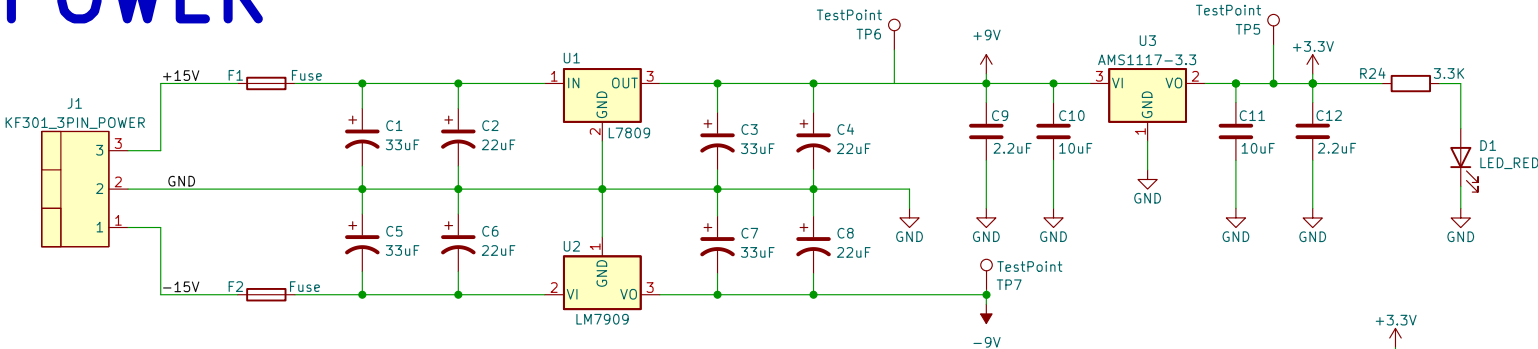 POWER
J1
KF301_3PIN_POWER
3
2
1
3
2
1
+15V
GND
-15V
F1
Fuse
F2
Fuse
C1
33uF
C2
22uF
C5
33uF
C6
22uF
U1
1
IN
OUT
3
GND
2
L7809
U2
1
GND
2
VI
VO
3
LM7909
C3
33uF
C4
22uF
C7
33uF
C8
22uF
TestPoint
TP6
GND
TestPoint
TP7
-9V
+9V
C9
2.2uF
GND
C10
10uF
GND
U3
AMS1117-3.3
3
VI
VO
2
GND
1
GND
TestPoint
TP5
+3.3V
C11
10uF
GND
C12
2.2uF
GND
R24
3.3K
D1
LED_RED
GND
+3.3V